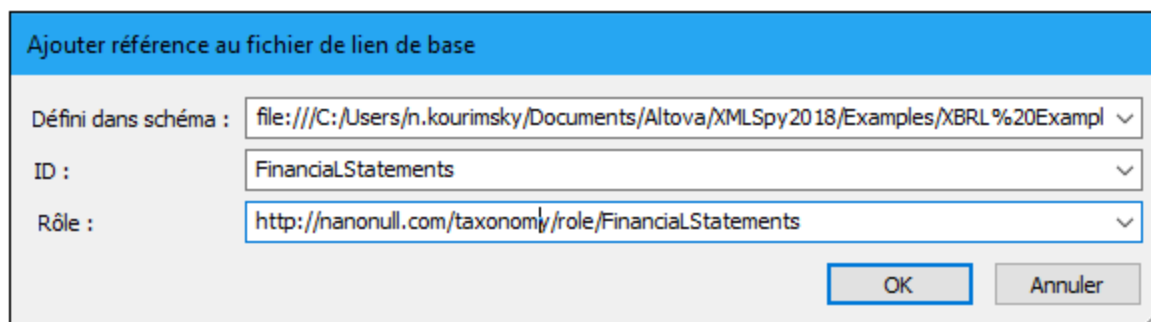 Ajouter référence au fichier de lien de base
Défini dans schéma : file:///C:/Users/n.kourimsky/Documents/Altova/XMLSpy2018/Examples/XBRL%20Exampl
ID : FinanciaLStatements
Rôle : http://nanonull.com/taxonomy/role/FinanciaLStatements
OK Annuler